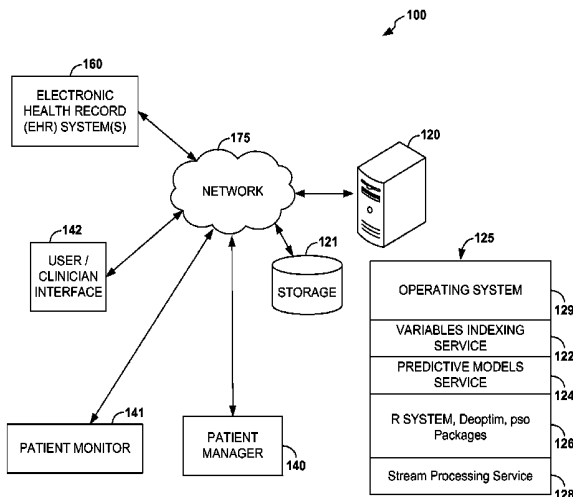 100
160
ELECTRONIC
HEALTH RECORD
(EHR) SYSTEM(S)
175
NETWORK
120
142
USER /
CLINICIAN
INTERFACE
121
STORAGE
125
OPERATING SYSTEM
129
VARIABLES INDEXING
SERVICE
122
PREDICTIVE MODELS
SERVICE
124
R SYSTEM, Deoptim, pso
Packages
126
Stream Processing Service
128
141
PATIENT MONITOR
PATIENT
MANAGER
140